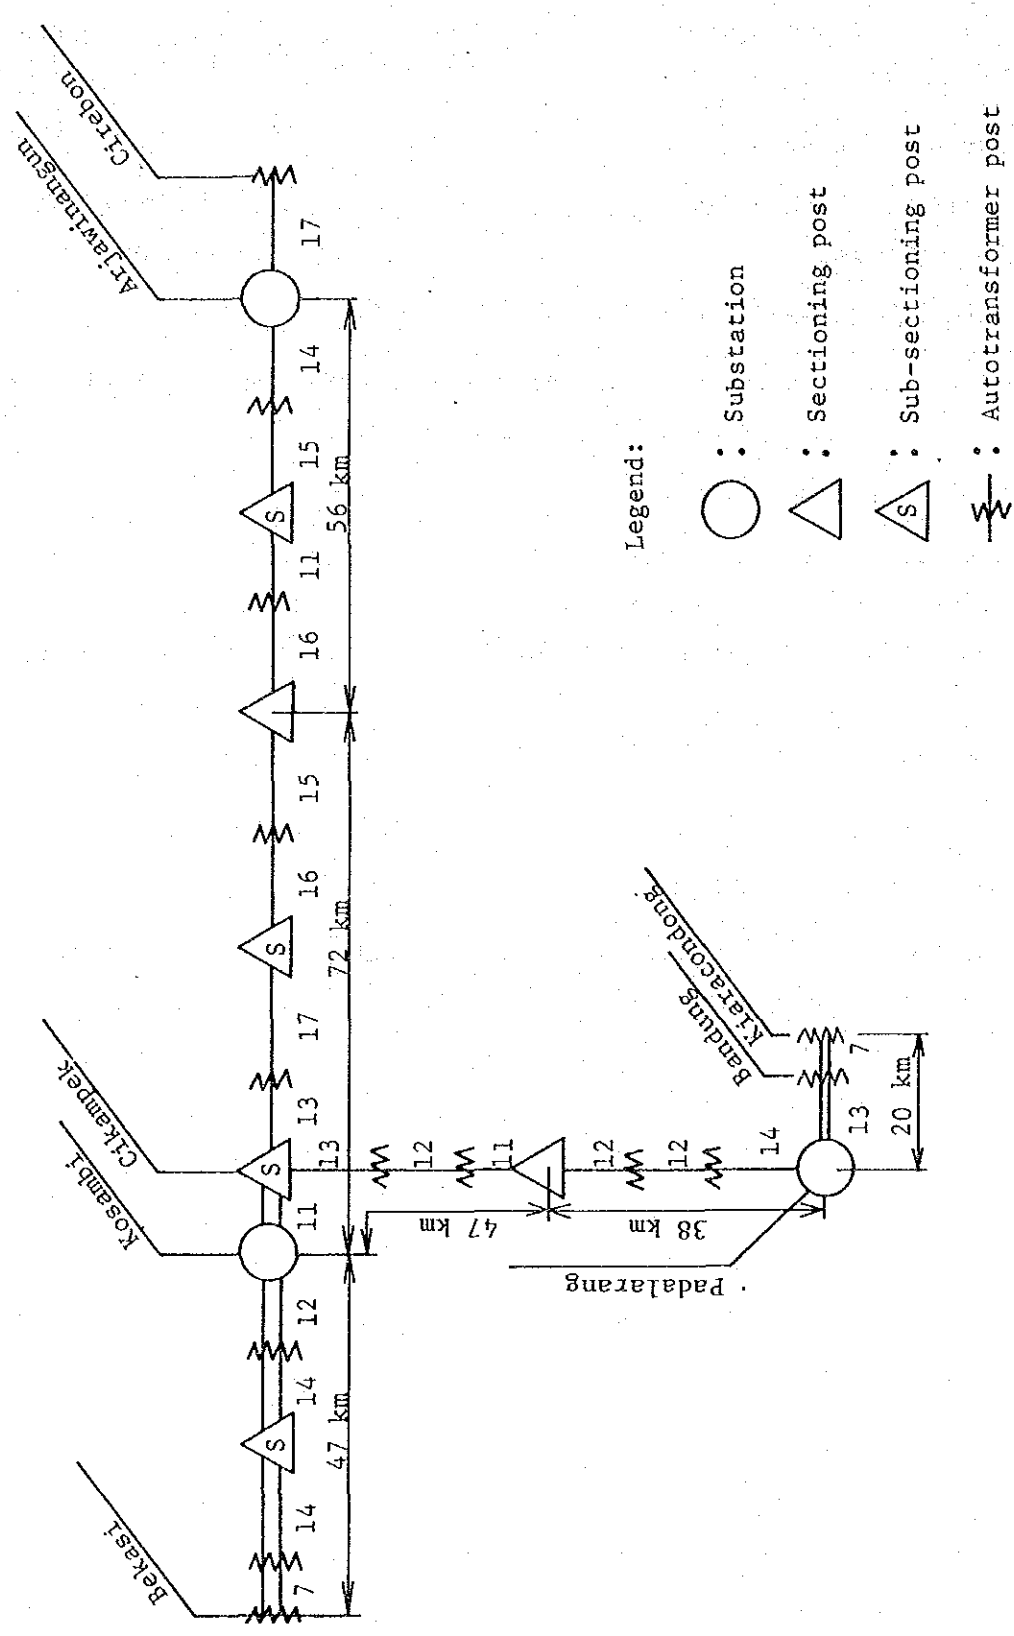 Bekasi
Kosambi
Cikampek
Arjawinangun
Cirebon
7
14
S
14
12
11
S
13
17
S
16
15
16
11
S
15
14
17
47 km
72 km
56 km
13
12
11
12
12
14
47 km
38 km
Padalarang
Bandung
Kiaracondong
13
7
20 km
Legend:
: Substation
: Sectioning post
S : Sub-sectioning post
: Autotransformer post